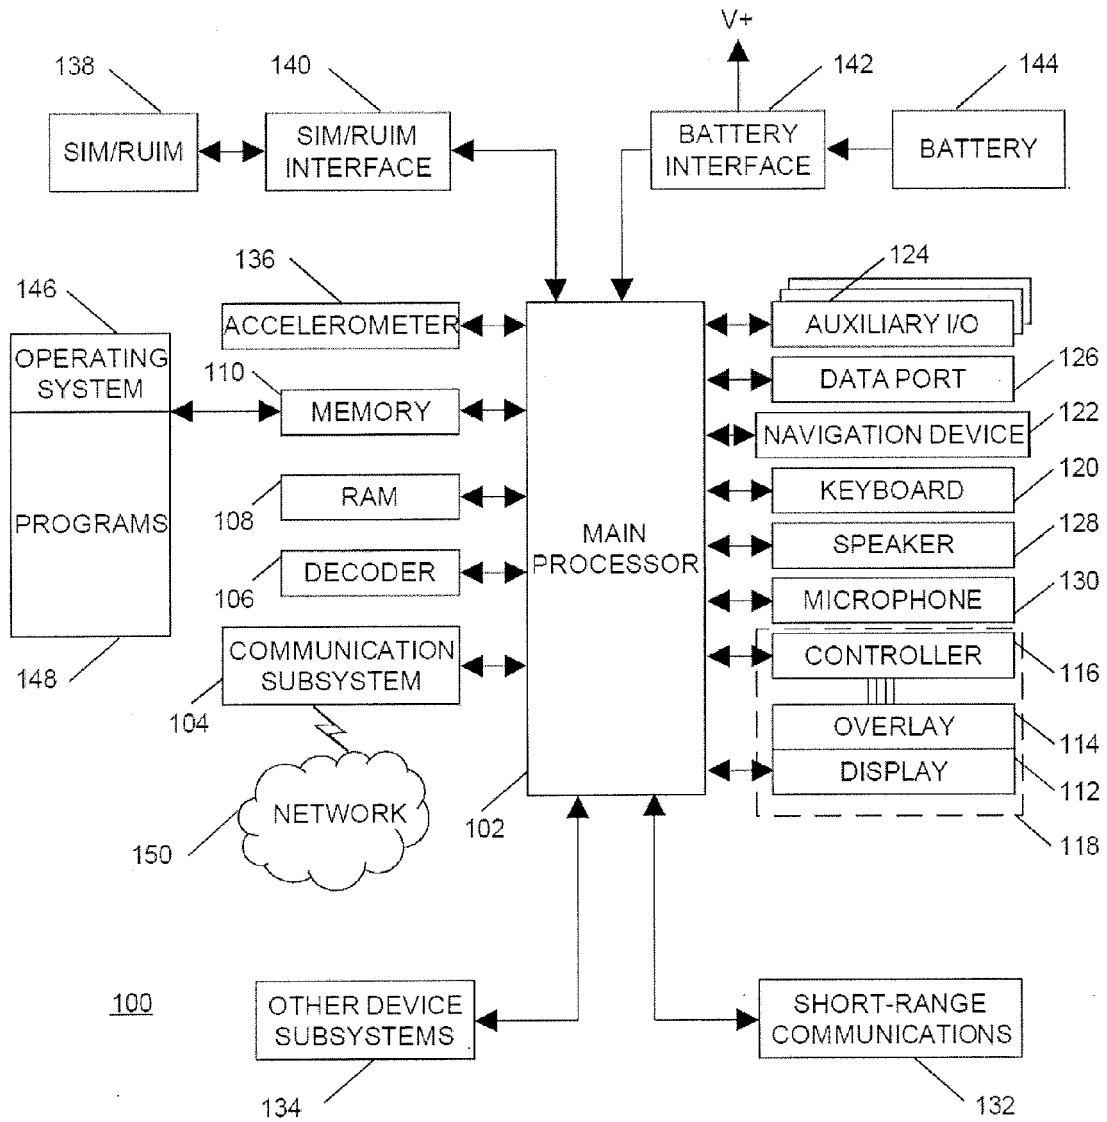 V+
138
140
142
144
SIM/RUIM
SIM/RUIM
INTERFACE
BATTERY
INTERFACE
BATTERY
136
124
146
ACCELEROMETER
AUXILIARY I/O
OPERATING
SYSTEM
110
DATA PORT
126
MEMORY
NAVIGATION DEVICE
122
KEYBOARD
120
RAM
108
PROGRAMS
MAIN
PROCESSOR
SPEAKER
128
DECODER
106
MICROPHONE
130
COMMUNICATION
SUBSYSTEM
CONTROLLER
116
148
104
OVERLAY
114
DISPLAY
112
NETWORK
102
150
118
100
OTHER DEVICE
SUBSYSTEMS
SHORT-RANGE
COMMUNICATIONS
134
132